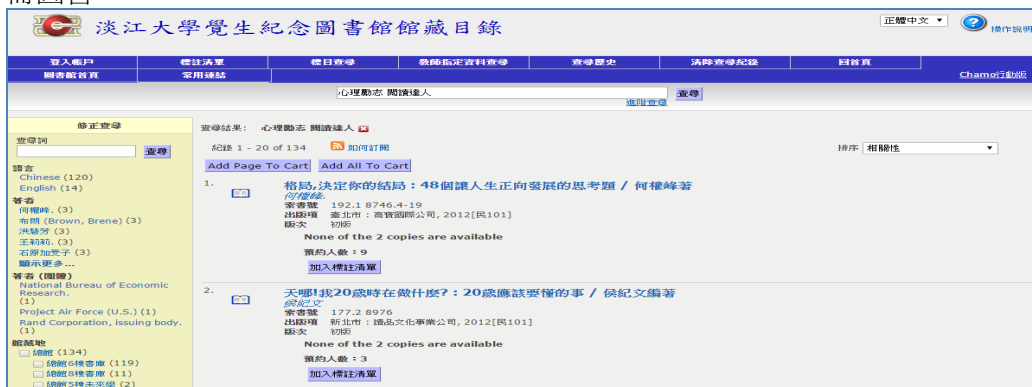 淡江大學覺生紀念圖書館館藏目錄
正體中文
操作說明
登入帳戶
標註清單
標目查尋
教師指定資料查尋
查尋歷史
清除查尋紀錄
回首頁
圖書館首頁
常用連結
Chamo行動版
心理勵志 閱讀達人
查尋
進階查尋
修正查尋
查尋詞
查尋
語言
Chinese (120)
English (14)
著者
何權峰. (3)
布朗 (Brown, Brene) (3)
洪慧芳 (3)
王莉莉. (3)
石原加受子 (3)
顯示更多...
著者 (團體)
National Bureau of Economic Research. (1)
Project Air Force (U.S.) (1)
Rand Corporation, issuing body. (1)
館藏地
總館 (134)
總館6樓書庫 (119)
總館8樓書庫 (11)
總館5樓未來學 (2)
查尋結果: 心理勵志 閱讀達人
紀錄 1 - 20 of 134
如何訂閱
排序 相關性
Add Page To Cart
Add All To Cart
1.
格局,決定你的結局：48個讓人生正向發展的思考題 / 何權峰著
何權峰.
索書號 192.1 8746.4-19
出版項 臺北市：高寶國際公司, 2012[民101]
版次 初版
None of the 2 copies are available
預約人數：9
加入標註清單
2.
天哪!我20歲時在做什麼?：20歲應該要懂的事 / 侯紀文編著
侯紀文
索書號 177.2 8976
出版項 新北市：讀品文化事業公司, 2012[民101]
版次 初版
None of the 2 copies are available
預約人數：3
加入標註清單